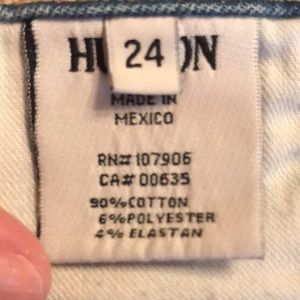 HU 24 ON
MADE IN
MEXICO
RN# 107906
CA# 00635
90% COTTON
6% POLYESTER
4% ELASTAN